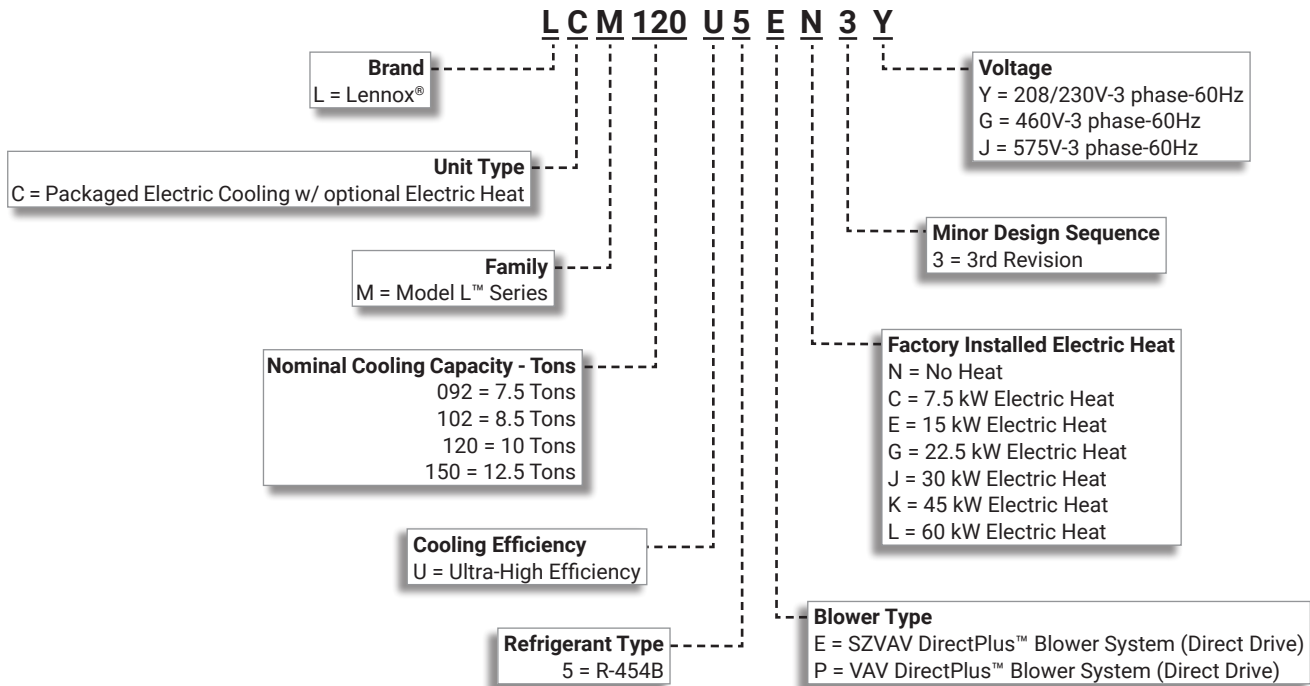 L C M 120 U 5 E N 3 Y
Brand
L = Lennox®
Unit Type
C = Packaged Electric Cooling w/ optional Electric Heat
Family
M = Model L™ Series
Nominal Cooling Capacity - Tons
092 = 7.5 Tons
102 = 8.5 Tons
120 = 10 Tons
150 = 12.5 Tons
Cooling Efficiency
U = Ultra-High Efficiency
Refrigerant Type
5 = R-454B
Voltage
Y = 208/230V-3 phase-60Hz
G = 460V-3 phase-60Hz
J = 575V-3 phase-60Hz
Minor Design Sequence
3 = 3rd Revision
Factory Installed Electric Heat
N = No Heat
C = 7.5 kW Electric Heat
E = 15 kW Electric Heat
G = 22.5 kW Electric Heat
J = 30 kW Electric Heat
K = 45 kW Electric Heat
L = 60 kW Electric Heat
Blower Type
E = SZVAV DirectPlus™ Blower System (Direct Drive)
P = VAV DirectPlus™ Blower System (Direct Drive)